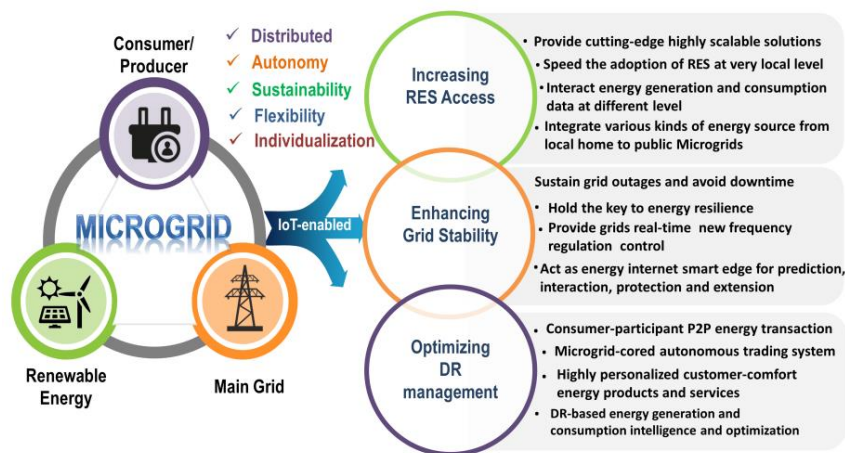 Consumer/
Producer
✓ Distributed
✓ Autonomy
✓ Sustainability
✓ Flexibility
✓ Individualization
MICROGRID
IoT-enabled
Renewable
Energy
Main Grid
Increasing
RES Access
• Provide cutting-edge highly scalable solutions
• Speed the adoption of RES at very local level
• Interact energy generation and consumption
data at different level
• Integrate various kinds of energy source from
local home to public Microgrids
Enhancing
Grid Stability
Sustain grid outages and avoid downtime
• Hold the key to energy resilience
• Provide grids real-time new frequency
regulation control
• Act as energy internet smart edge for prediction,
interaction, protection and extension
Optimizing
DR
management
• Consumer-participant P2P energy transaction
• Microgrid-cored autonomous trading system
• Highly personalized customer-comfort
energy products and services
• DR-based energy generation and
consumption intelligence and optimization